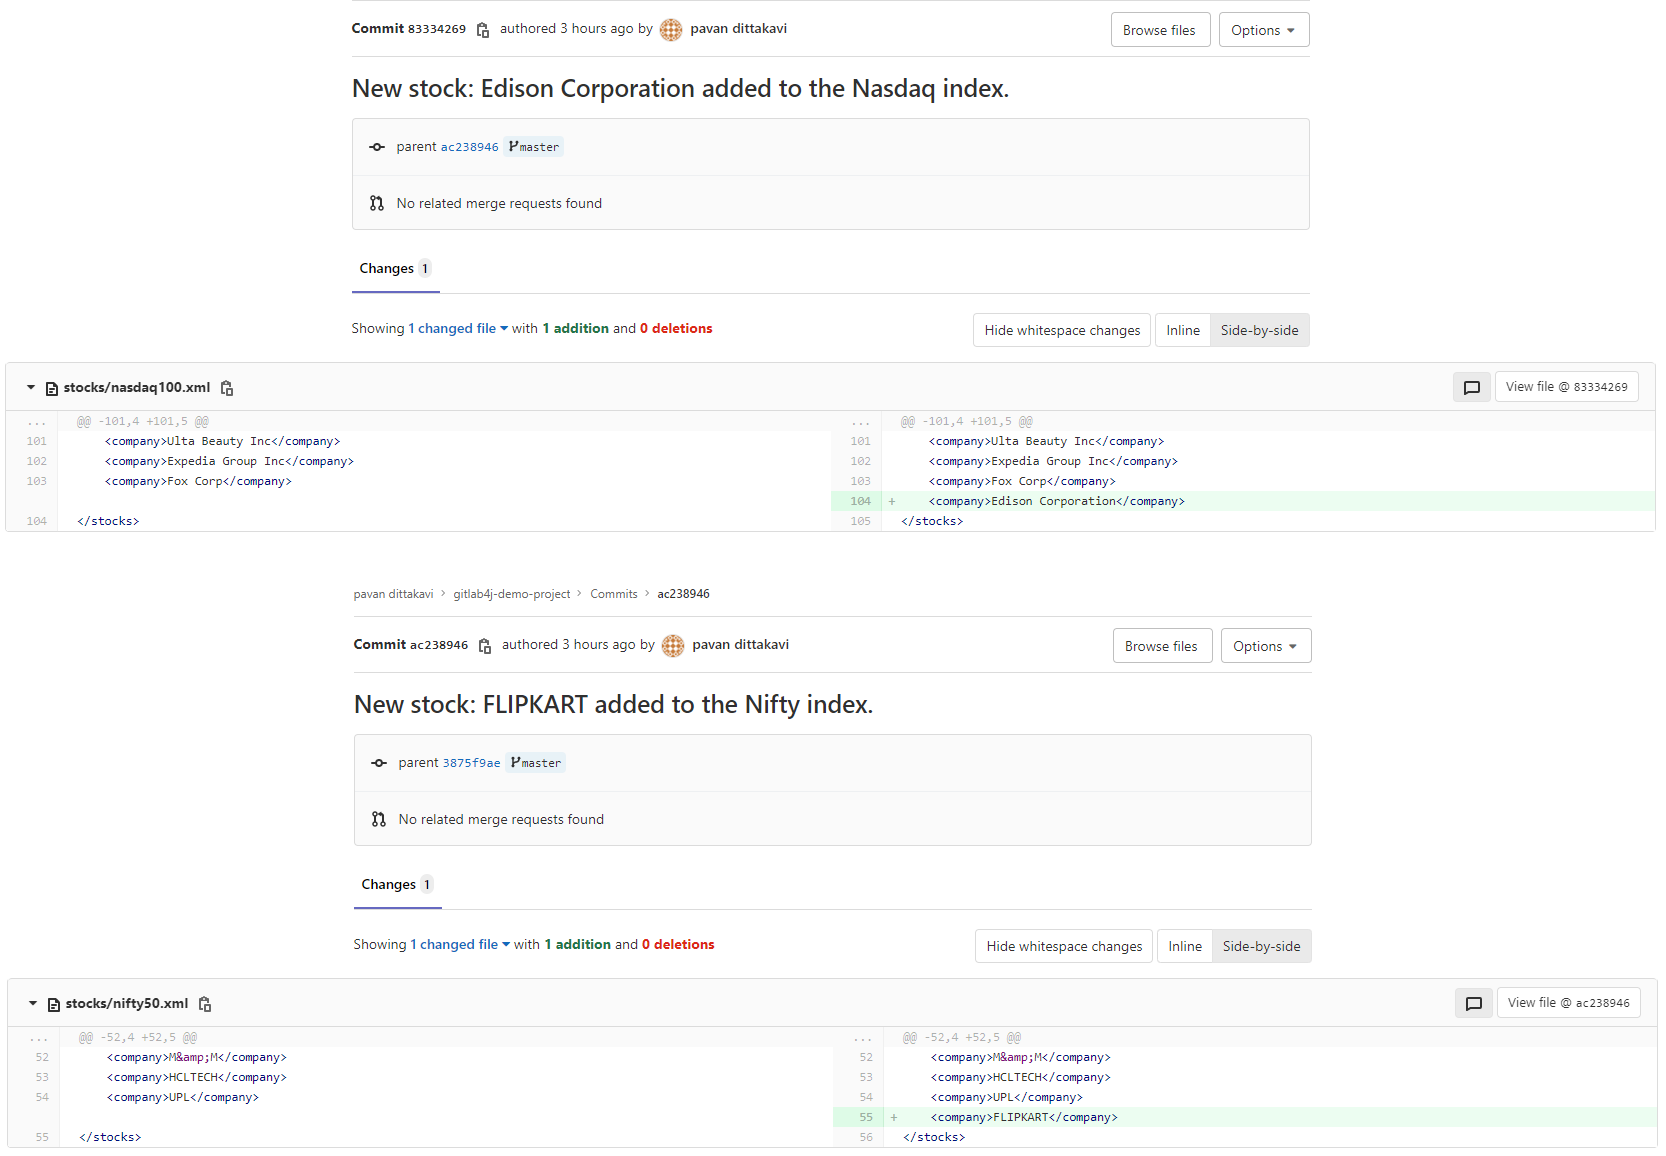 Commit 83334269 authored 3 hours ago by pavan dittakavi Browse files Options
New stock: Edison Corporation added to the Nasdaq index.
parent ac238946 master
No related merge requests found
Changes 1
Showing 1 changed file with 1 addition and 0 deletions Hide whitespace changes Inline Side-by-side
stocks/nasdaq100.xml View file @ 83334269
... @@ -101,4 +101,5 @@ ... @@ -101,4 +101,5 @@
101 <company>Ulta Beauty Inc</company> 101 <company>Ulta Beauty Inc</company>
102 <company>Expedia Group Inc</company> 102 <company>Expedia Group Inc</company>
103 <company>Fox Corp</company> 103 <company>Fox Corp</company>
104 + <company>Edison Corporation</company>
104 </stocks> 105 </stocks>
pavan dittakavi > gitlab4j-demo-project > Commits > ac238946
Commit ac238946 authored 3 hours ago by pavan dittakavi Browse files Options
New stock: FLIPKART added to the Nifty index.
parent 3875f9ae master
No related merge requests found
Changes 1
Showing 1 changed file with 1 addition and 0 deletions Hide whitespace changes Inline Side-by-side
stocks/nifty50.xml View file @ ac238946
... @@ -52,4 +52,5 @@ ... @@ -52,4 +52,5 @@
52 <company>M&amp;M</company> 52 <company>M&amp;M</company>
53 <company>HCLTECH</company> 53 <company>HCLTECH</company>
54 <company>UPL</company> 54 <company>UPL</company>
55 + <company>FLIPKART</company>
55 </stocks> 56 </stocks>